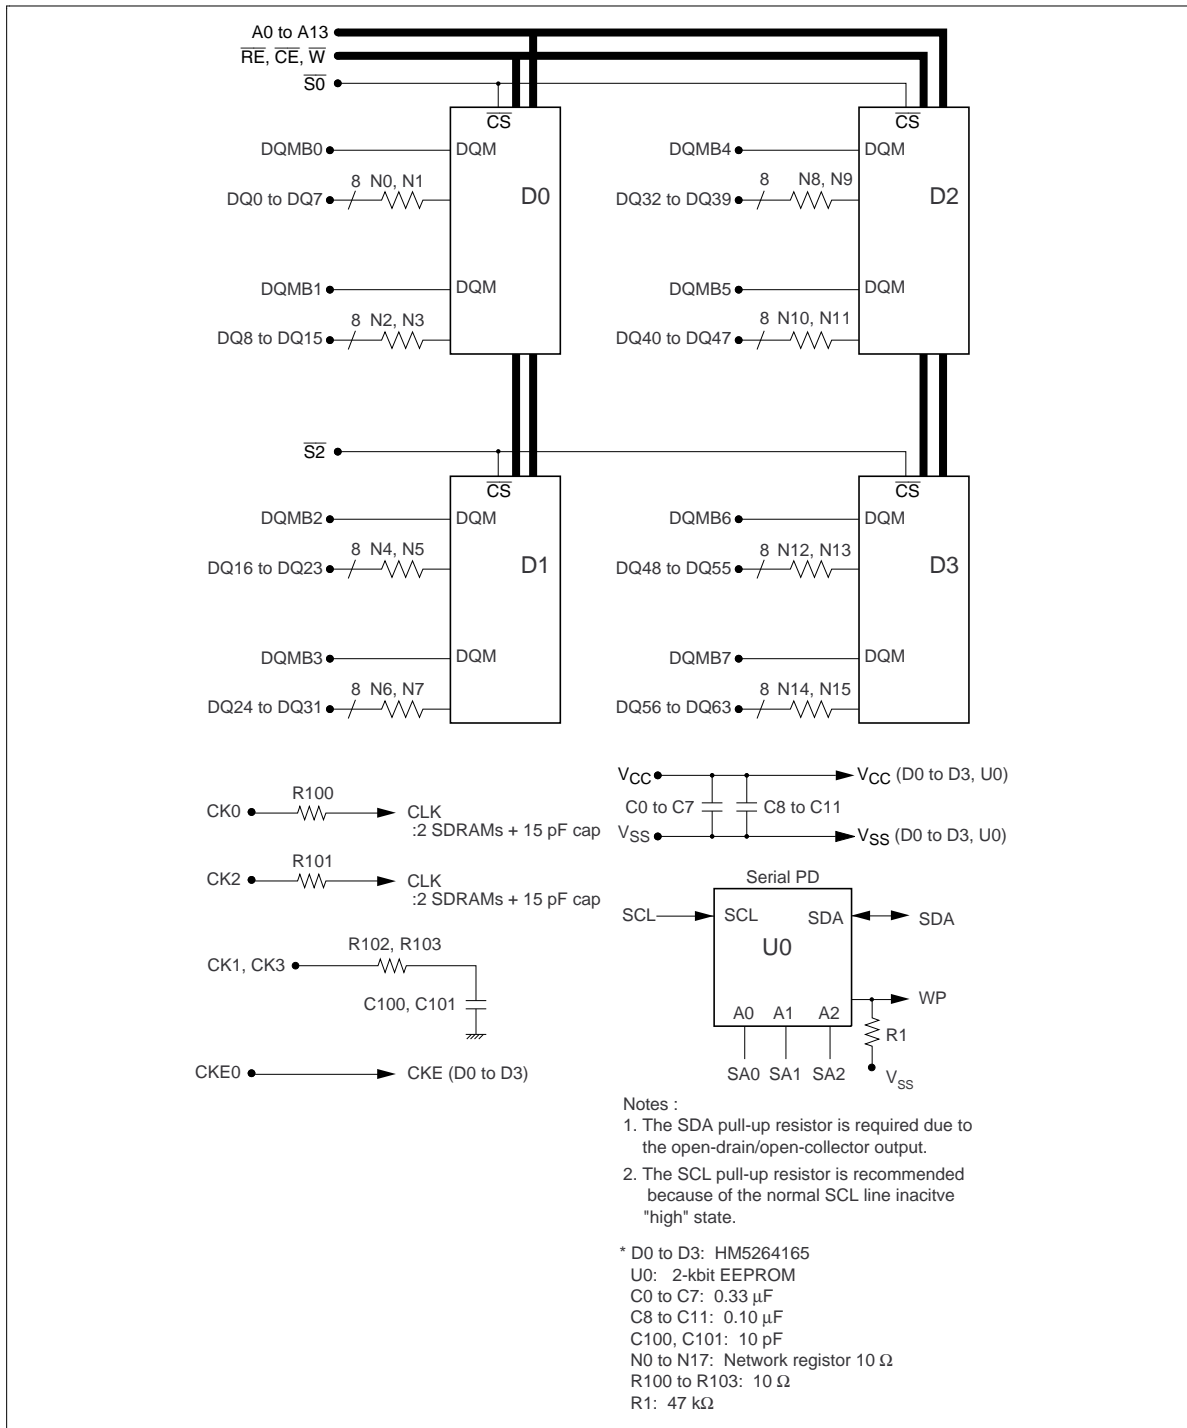 A0 to A13
RE, CE, W
S0
CS
CS
DQMB0
DQM
DQMB4
DQM
8 N0, N1
DQ0 to DQ7
D0
8 N8, N9
DQ32 to DQ39
D2
DQMB1
DQM
DQMB5
DQM
8 N2, N3
DQ8 to DQ15
8 N10, N11
DQ40 to DQ47
S2
CS
CS
DQMB2
DQM
DQMB6
DQM
8 N4, N5
DQ16 to DQ23
D1
8 N12, N13
DQ48 to DQ55
D3
DQMB3
DQM
DQMB7
DQM
8 N6, N7
DQ24 to DQ31
8 N14, N15
DQ56 to DQ63
VCC
VCC (D0 to D3, U0)
C0 to C7
C8 to C11
VSS
VSS (D0 to D3, U0)
R100
CK0
CLK
:2 SDRAMs + 15 pF cap
R101
CK2
CLK
:2 SDRAMs + 15 pF cap
R102, R103
CK1, CK3
C100, C101
CKE0
CKE (D0 to D3)
Serial PD
SCL
SCL
SDA
SDA
U0
WP
A0 A1 A2
R1
SA0 SA1 SA2
VSS
Notes :
1. The SDA pull-up resistor is required due to
the open-drain/open-collector output.
2. The SCL pull-up resistor is recommended
because of the normal SCL line inacitve
"high" state.
* D0 to D3: HM5264165
U0: 2-kbit EEPROM
C0 to C7: 0.33 µF
C8 to C11: 0.10 µF
C100, C101: 10 pF
N0 to N17: Network registor 10 Ω
R100 to R103: 10 Ω
R1: 47 kΩ